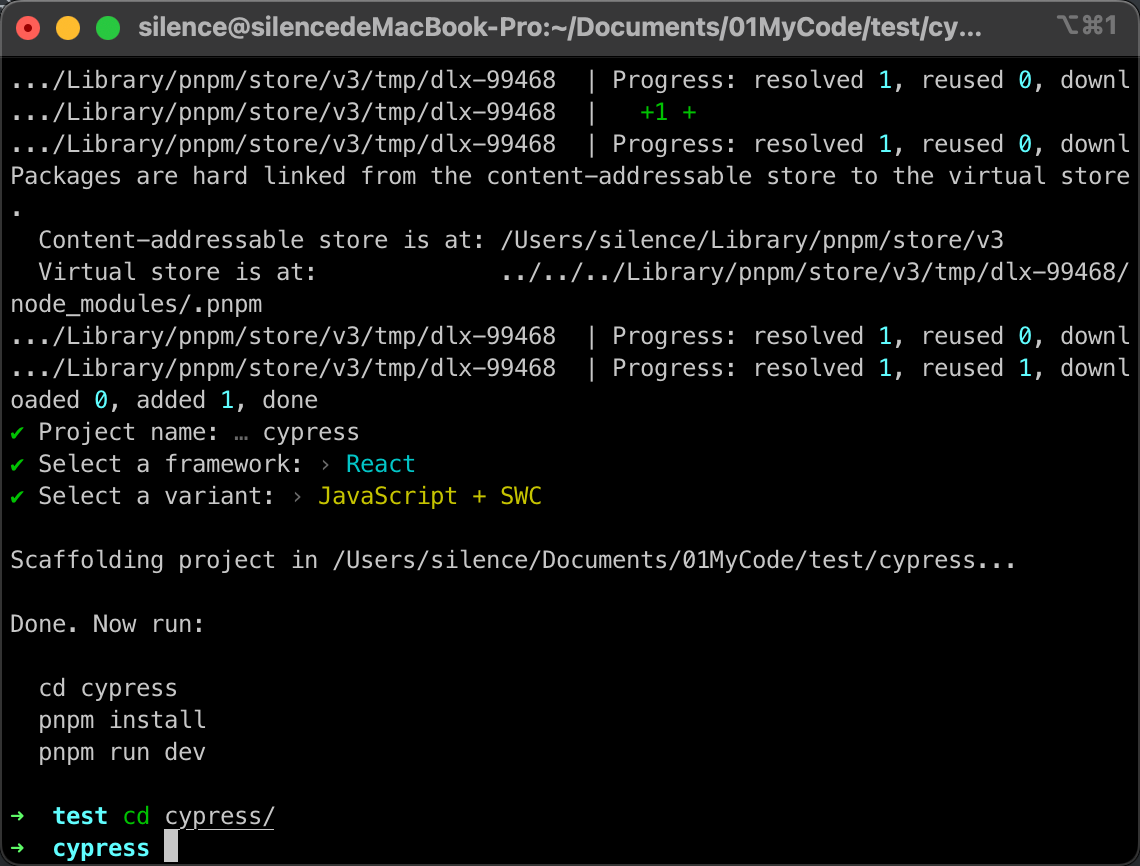 silence@silencedeMacBook-Pro:~/Documents/01MyCode/test/cy... ⌥⌘1
.../Library/pnpm/store/v3/tmp/dlx-99468  | Progress: resolved 1, reused 0, downl
.../Library/pnpm/store/v3/tmp/dlx-99468  |   +1 +
.../Library/pnpm/store/v3/tmp/dlx-99468  | Progress: resolved 1, reused 0, downl
Packages are hard linked from the content-addressable store to the virtual store
.
  Content-addressable store is at: /Users/silence/Library/pnpm/store/v3
  Virtual store is at:             ../../../Library/pnpm/store/v3/tmp/dlx-99468/
node_modules/.pnpm
.../Library/pnpm/store/v3/tmp/dlx-99468  | Progress: resolved 1, reused 0, downl
.../Library/pnpm/store/v3/tmp/dlx-99468  | Progress: resolved 1, reused 1, downl
oaded 0, added 1, done
✔ Project name: … cypress
✔ Select a framework: › React
✔ Select a variant: › JavaScript + SWC
Scaffolding project in /Users/silence/Documents/01MyCode/test/cypress...
Done. Now run:
  cd cypress
  pnpm install
  pnpm run dev
➜  test cd cypress/
➜  cypress